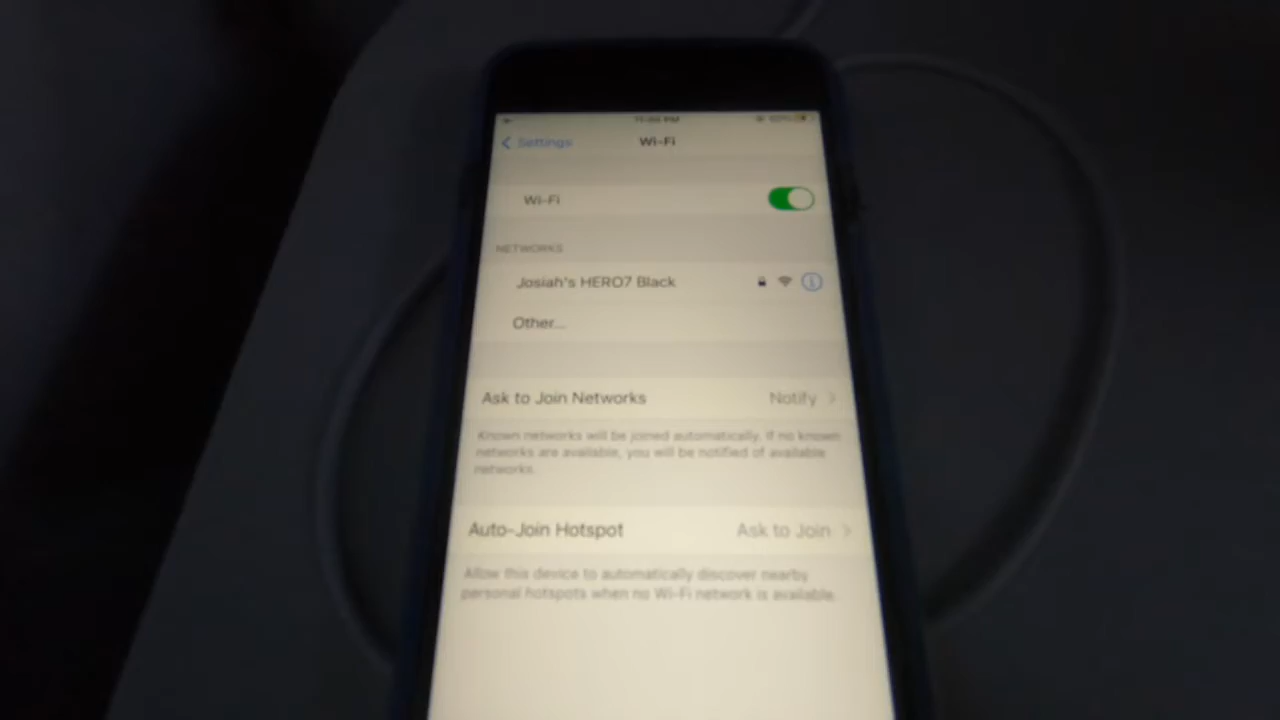 Settings
Wi-Fi
Wi-Fi
NETWORKS
Josiah's HERO7 Black
Other...
Ask to Join Networks Notify
Known networks will be joined automatically. If no known
networks are available, you will be notified of available
networks.
Auto-Join Hotspot Ask to Join
Allow this device to automatically discover nearby
personal hotspots when no Wi-Fi network is available.